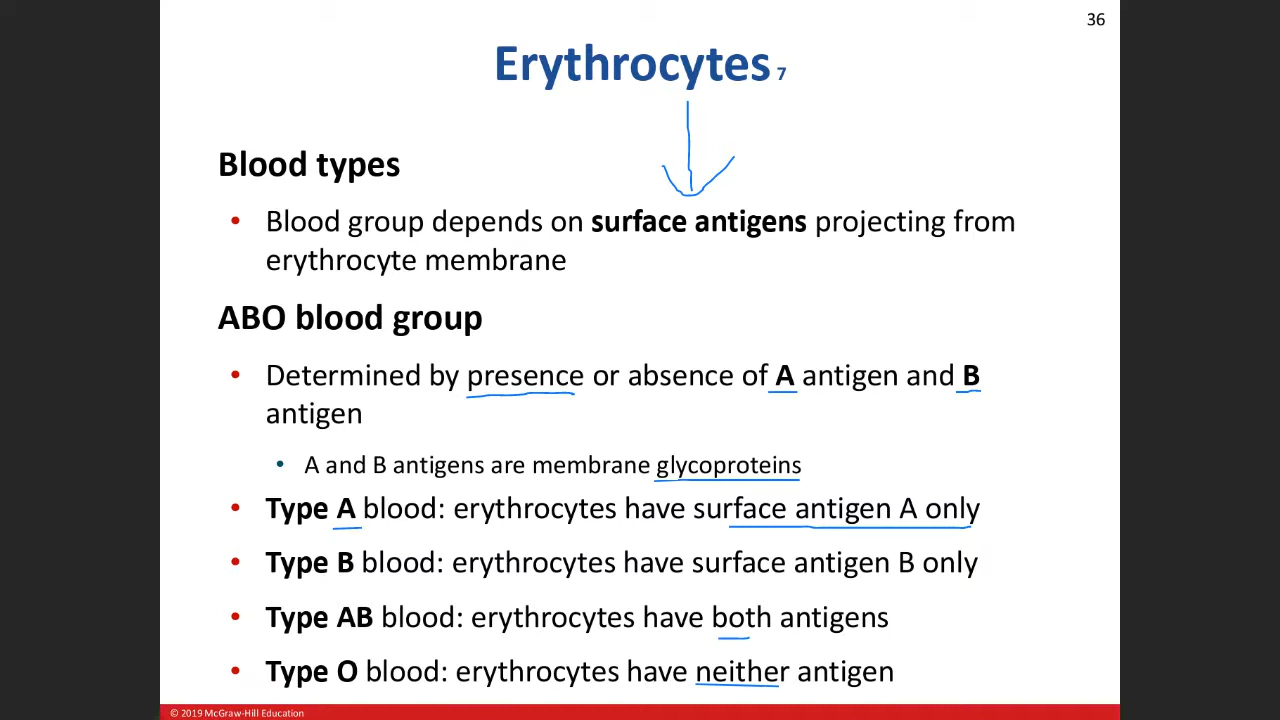 36
Erythrocytes 7
Blood types
• Blood group depends on surface antigens projecting from
erythrocyte membrane
ABO blood group
• Determined by presence or absence of A antigen and B
antigen
• A and B antigens are membrane glycoproteins
• Type A blood: erythrocytes have surface antigen A only
• Type B blood: erythrocytes have surface antigen B only
• Type AB blood: erythrocytes have both antigens
• Type O blood: erythrocytes have neither antigen
© 2019 McGraw-Hill Education